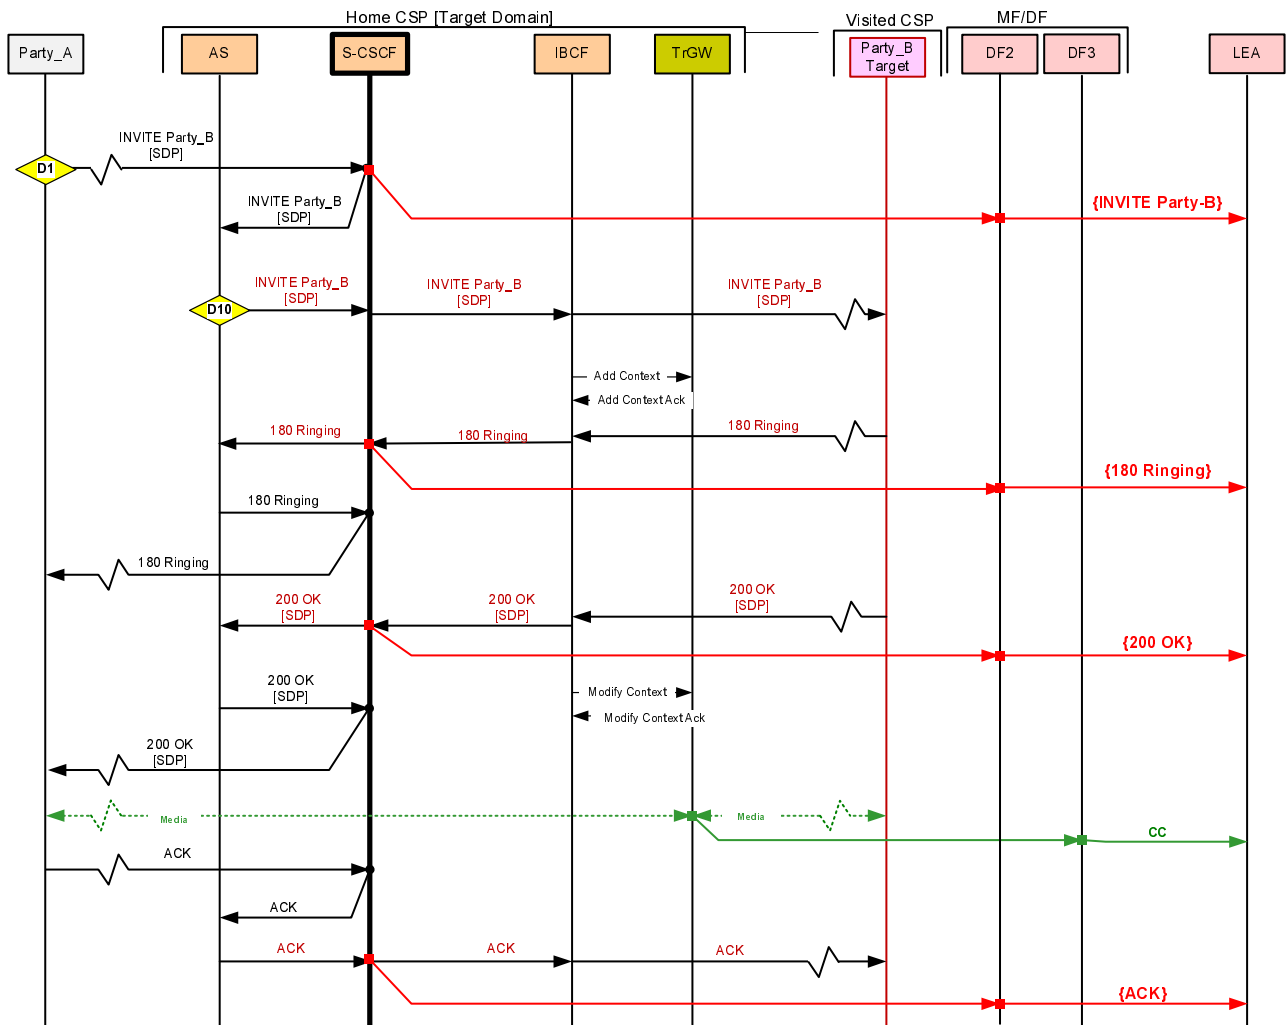 Home CSP [Target Domain]
Visited CSP
MF/DF
Party_A
AS
S-CSCF
IBCF
TrGW
Party_B
Target
DF2
DF3
LEA
INVITE Party_B
[SDP]
D1
INVITE Party_B
[SDP]
{INVITE Party-B}
D10
INVITE Party_B
[SDP]
INVITE Party_B
[SDP]
INVITE Party_B
[SDP]
Add Context
Add Context Ack
180 Ringing
180 Ringing
180 Ringing
{180 Ringing}
180 Ringing
180 Ringing
200 OK
[SDP]
200 OK
[SDP]
200 OK
[SDP]
{200 OK}
200 OK
[SDP]
Modify Context
Modify Context Ack
200 OK
[SDP]
Media
Media
CC
ACK
ACK
ACK
ACK
ACK
{ACK}